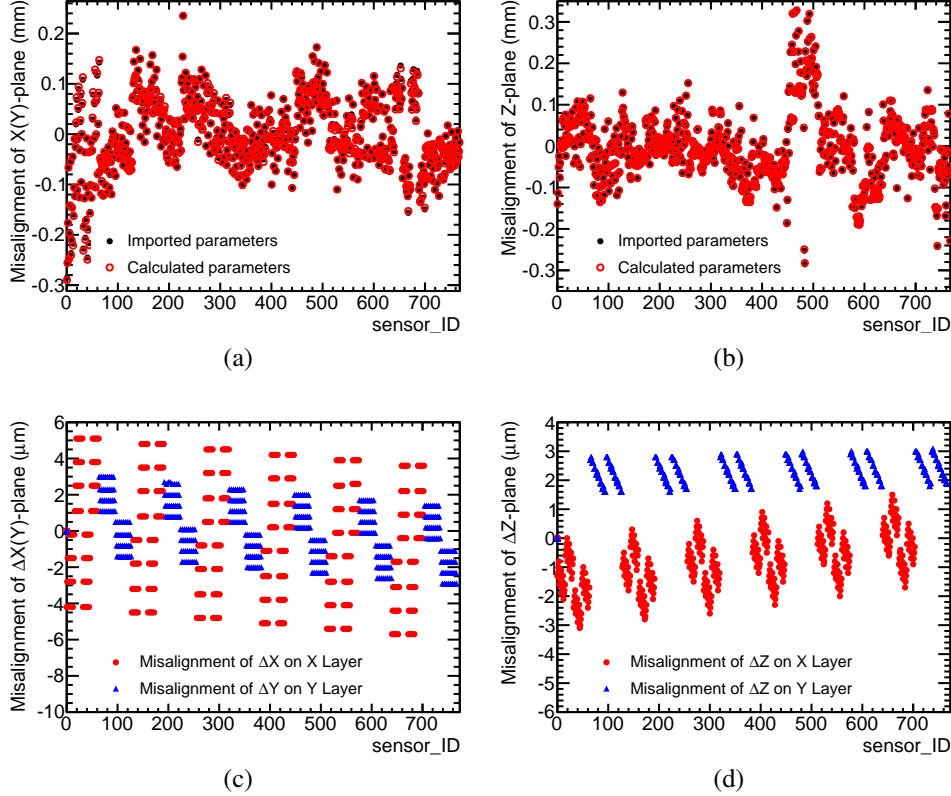 Misalignment of X(Y)-plane (mm)
0.2
0.1
0
-0.1
-0.2
-0.3
0 100 200 300 400 500 600 700
sensor_ID
Imported parameters
Calculated parameters
(a)
Misalignment of Z-plane (mm)
0.3
0.2
0.1
0
-0.1
-0.2
-0.3
0 100 200 300 400 500 600 700
sensor_ID
Imported parameters
Calculated parameters
(b)
Misalignment of ΔX(Y)-plane (μm)
6
4
2
0
-2
-4
-6
-8
-10
0 100 200 300 400 500 600 700
sensor_ID
Misalignment of ΔX on X Layer
Misalignment of ΔY on Y Layer
(c)
Misalignment of ΔZ-plane (μm)
4
3
2
1
0
-1
-2
-3
-4
-5
-6
0 100 200 300 400 500 600 700
sensor_ID
Misalignment of ΔZ on X Layer
Misalignment of ΔZ on Y Layer
(d)